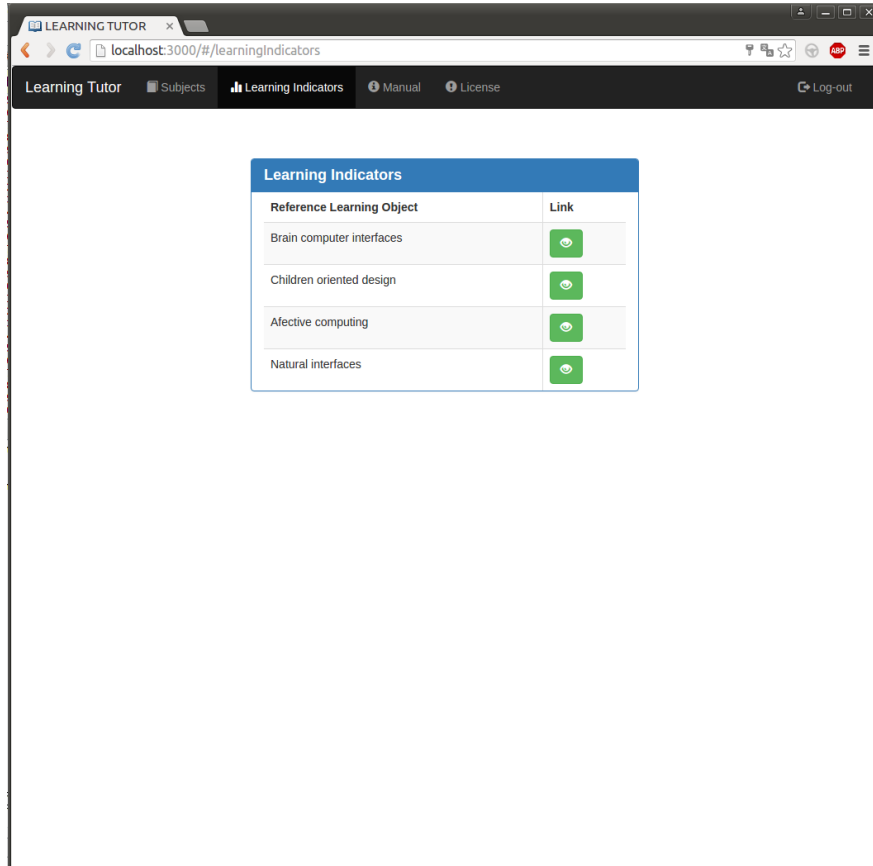 LEARNING TUTOR
localhost:3000/#/learningIndicators
ABP
Learning Tutor Subjects Learning Indicators Manual License Log-out
Learning Indicators
Reference Learning Object Link
Brain computer interfaces
Children oriented design
Afective computing
Natural interfaces